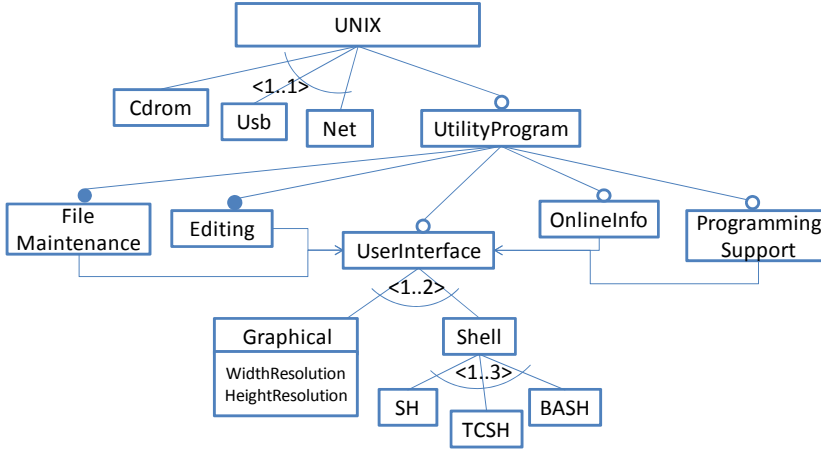 UNIX
<1..1>
Cdrom
Usb
Net
UtilityProgram
File
Maintenance
Editing
UserInterface
OnlineInfo
Programming
Support
<1..2>
Graphical
WidthResolution
HeightResolution
Shell
<1..3>
SH
TCSH
BASH